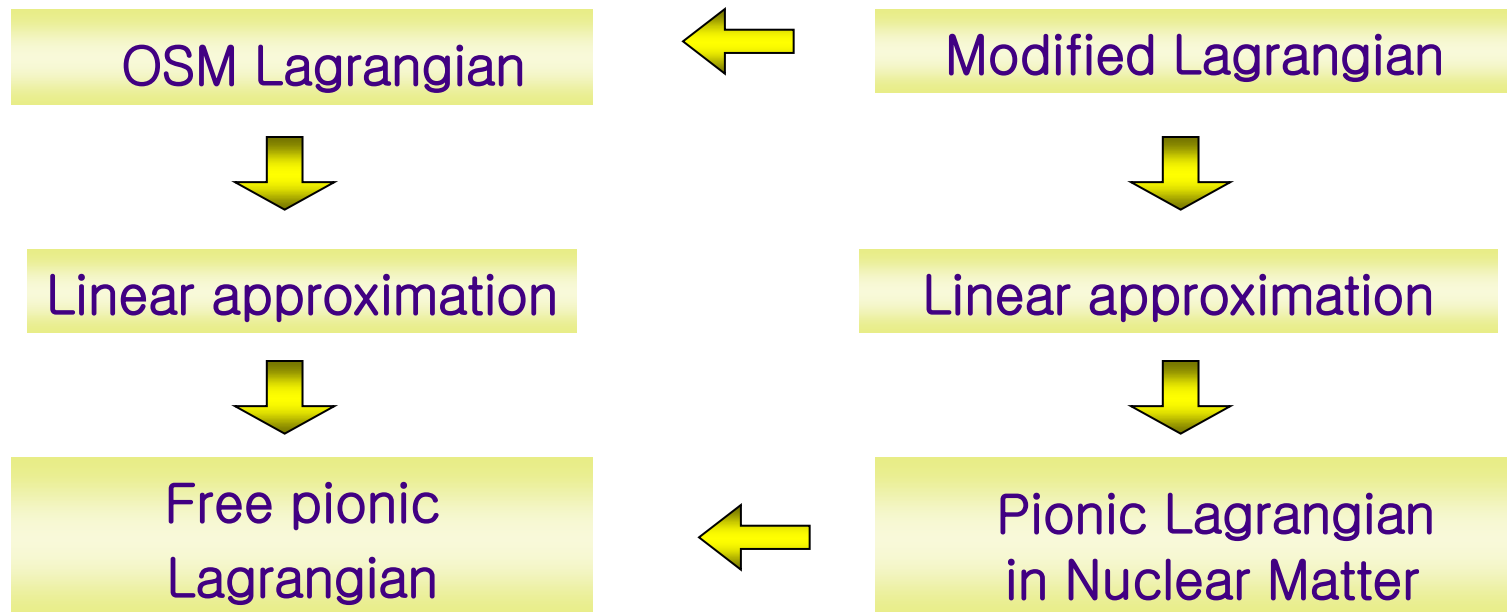 OSM Lagrangian
Modified Lagrangian
Linear approximation
Linear approximation
Free pionic
Lagrangian
Pionic Lagrangian
in Nuclear Matter